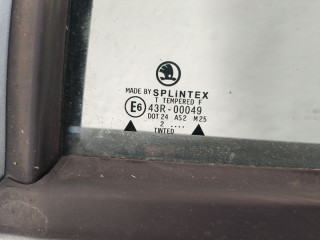 MADE BY SPLINTEX
T TEMPERED F
E6 43R-00049
DOT 24 AS2 M25
2 ....
TINTED